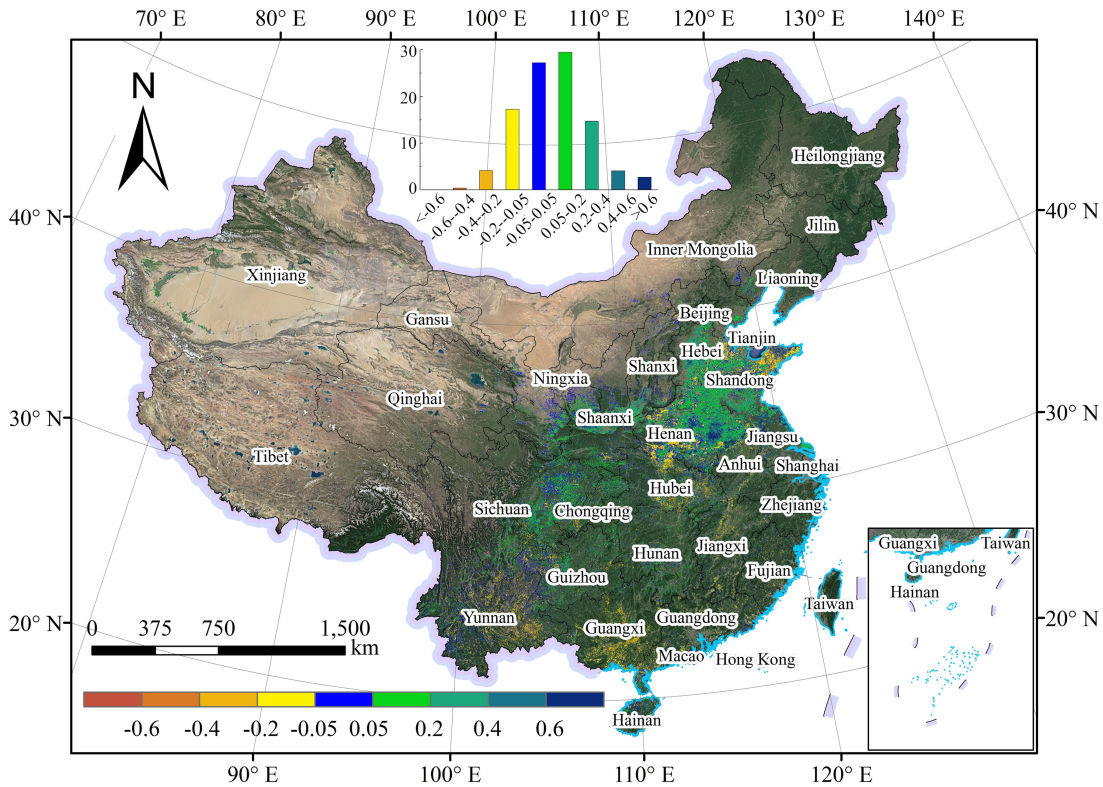 70° E 80° E 90° E 100° E 110° E 120° E 130° E 140° E
N
30
20
10
0
<-0.6
-0.6--0.4
-0.4--0.2
-0.2--0.05
-0.05-0.05
0.05-0.2
0.2-0.4
0.4-0.6
>0.6
40° N
40° N
30° N
30° N
20° N
20° N
Heilongjiang
Jilin
Inner Mongolia
Liaoning
Xinjiang
Beijing
Gansu
Tianjin
Hebei
Shanxi
Ningxia
Shandong
Qinghai
Shaanxi
Henan
Jiangsu
Tibet
Anhui
Shanghai
Hubei
Sichuan
Chongqing
Zhejiang
Hunan
Jiangxi
Guizhou
Fujian
Yunnan
Guangxi
Guangdong
Taiwan
Macao
Hong Kong
Hainan
Guangxi
Taiwan
Guangdong
Hainan
0 375 750 1,500
km
-0.6 -0.4 -0.2 -0.05 0.05 0.2 0.4 0.6
90° E 100° E 110° E 120° E